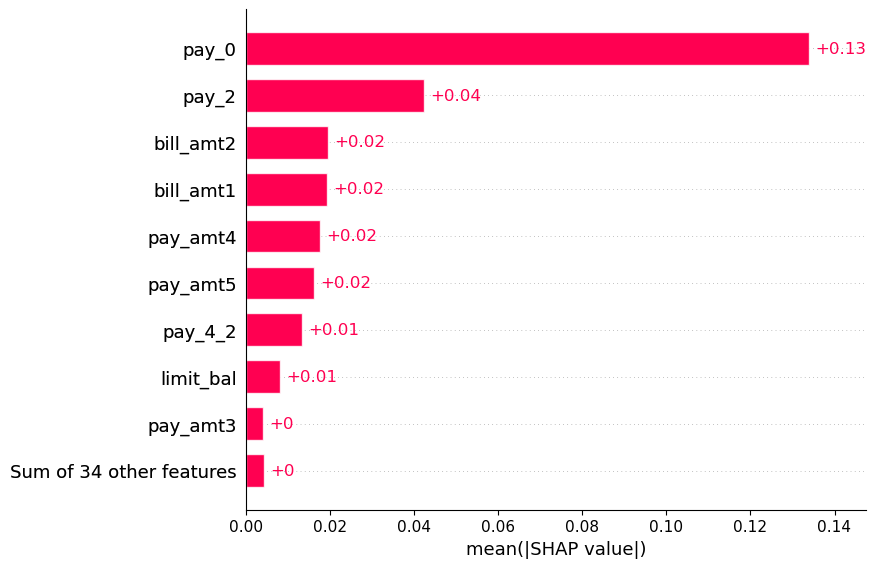 pay_0 +0.13
pay_2 +0.04
bill_amt2 +0.02
bill_amt1 +0.02
pay_amt4 +0.02
pay_amt5 +0.02
pay_4_2 +0.01
limit_bal +0.01
pay_amt3 +0
Sum of 34 other features +0
0.00 0.02 0.04 0.06 0.08 0.10 0.12 0.14
mean(|SHAP value|)